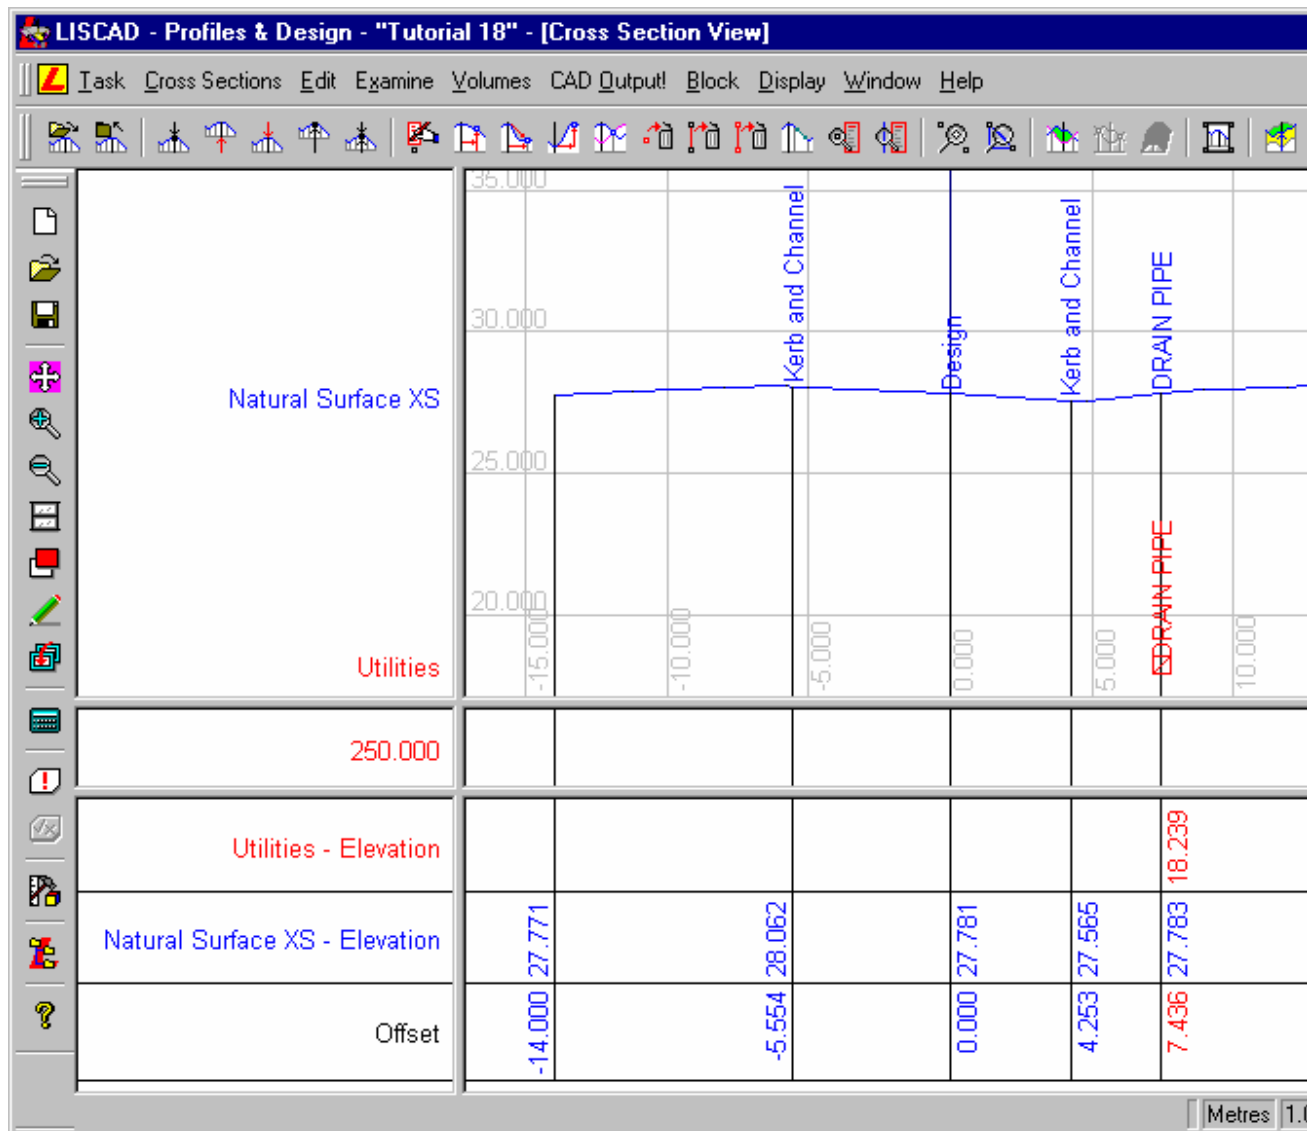 LISCAD - Profiles & Design - "Tutorial 18" - [Cross Section View]
Task Cross Sections Edit Examine Volumes CAD Output! Block Display Window Help
35.000
30.000
25.000
20.000
-15.000
-10.000
-5.000
0.000
5.000
10.000
Kerb and Channel
Design
Kerb and Channel
DRAIN PIPE
DRAIN PIPE
Natural Surface XS
Utilities
250.000
Utilities - Elevation
18.239
Natural Surface XS - Elevation
27.771
28.062
27.781
27.565
27.783
Offset
-14.000
-5.554
0.000
4.253
7.436
Metres